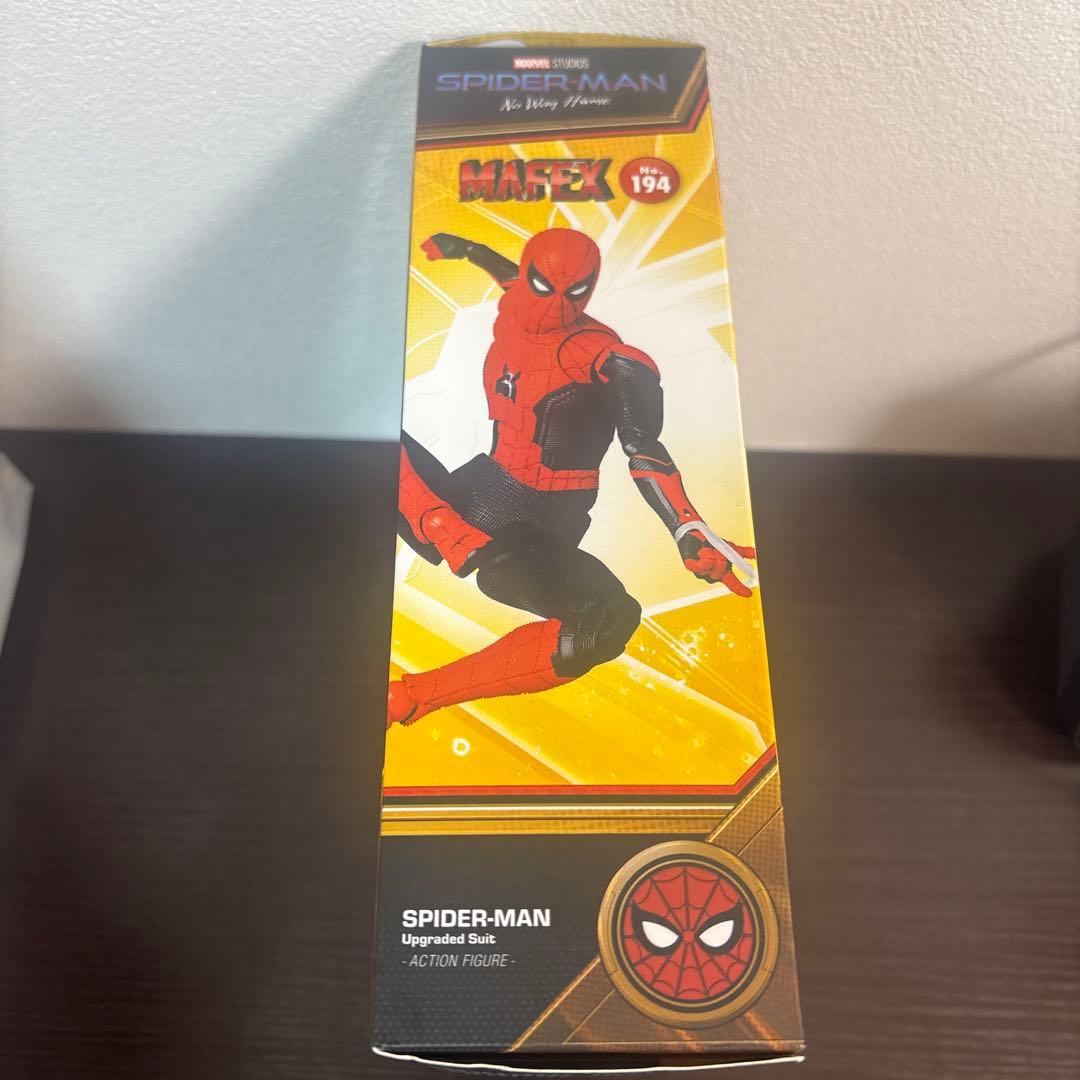 MARVEL STUDIOS
SPIDER-MAN
No Way Home
MAFEX No. 194
SPIDER-MAN
Upgraded Suit
- ACTION FIGURE -